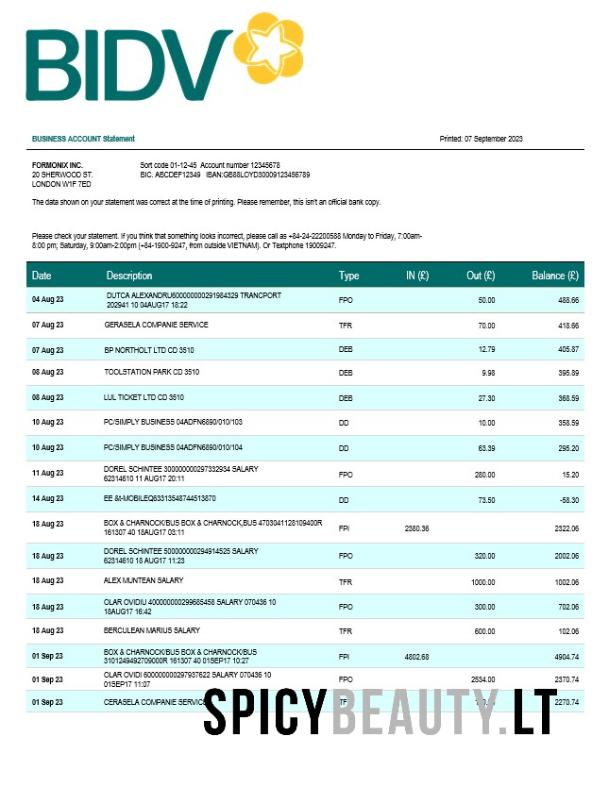 BIDV
BUSINESS ACCOUNT Statement Printed: 07 September 2023
FORMONIX INC. Sort code 01-12-45 Account number 12345678
20 SHERWOOD ST. BIC. ABCDEF12349 IBAN:GB88LOYD30009123456789
LONDON W1F 7ED
The data shown on your statement was correct at the time of printing. Please remember, this isn't an official bank copy.
Please check your statement. If you think that something looks incorrect, please call as +84-24-22200588 Monday to Friday, 7:00am-
8:00 pm; Saturday, 9:00am-2:00pm (+84-1900-9247, from outside VIETNAM). Or Textphone 19009247.
Date Description Type IN (£) Out (£) Balance (£)
04 Aug 23 DUTCA ALEXANDRU600000000291984329 TRANCPORT FPO 50.00 488.66
202941 10 04AUG17 18:22
07 Aug 23 GERASELA COMPANIE SERVICE TFR 70.00 418.66
07 Aug 23 BP NORTHOLT LTD CD 3510 DEB 12.79 405.87
08 Aug 23 TOOLSTATION PARK CD 3510 DEB 9.98 395.89
08 Aug 23 LUL TICKET LTD CD 3510 DEB 27.30 368.59
10 Aug 23 PC/SIMPLY BUSINESS 04ADFN6890/010/103 DD 10.00 358.59
10 Aug 23 PC/SIMPLY BUSINESS 04ADFN6890/010/104 DD 63.39 295.20
11 Aug 23 DOREL SCHINTEE 300000000297332934 SALARY FPO 280.00 15.20
62314610 11 AUG17 20:11
14 Aug 23 EE &t-MOBILEQ63313548744513870 DD 73.50 -58.30
18 Aug 23 BOX & CHARNOCK/BUS BOX & CHARNOCK,BUS 4703041128109400R FPI 2380.36 2322.06
161307 40 18AUG17 03:11
18 Aug 23 DOREL SCHINTEE 500000000294914525 SALARY FPO 320.00 2002.06
62314610 18 AUG17 11:23
18 Aug 23 ALEX MUNTEAN SALARY TFR 1000.00 1002.06
18 Aug 23 CLAR OVIDIU 400000000299685458 SALARY 070436 10 FPO 300.00 702.06
18AUG17 16:42
18 Aug 23 BERCULEAN MARIUS SALARY TFR 600.00 102.06
01 Sep 23 BOX & CHARNOCK/BUS BOX & CHARNOCK/BUS FPI 4802.68 4904.74
3101249492709000R 161307 40 01SEP17 10:27
01 Sep 23 CLAR OVIDI 600000000297937622 SALARY 070436 10 FPO 2534.00 2370.74
01SEP17 11:07
01 Sep 23 CERASELA COMPANIE 2270.74
SPICYBEAUTY.LT